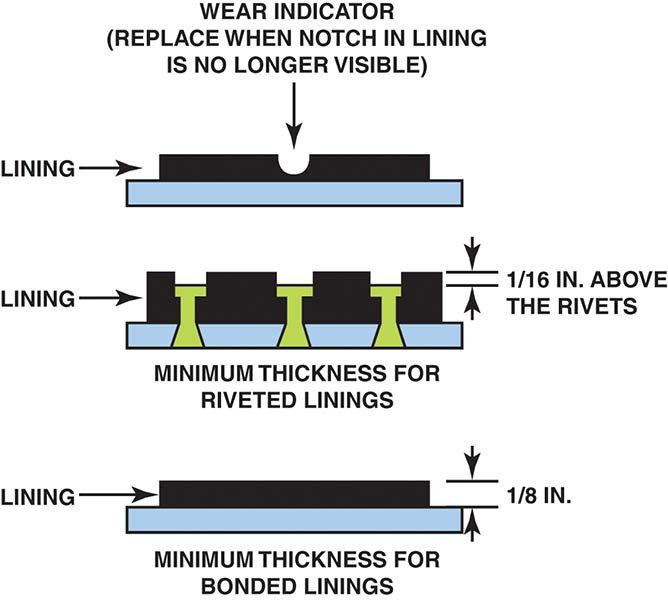 WEAR INDICATOR
(REPLACE WHEN NOTCH IN LINING
IS NO LONGER VISIBLE)
LINING
LINING
1/16 IN. ABOVE
THE RIVETS
MINIMUM THICKNESS FOR
RIVETED LININGS
LINING
1/8 IN.
MINIMUM THICKNESS FOR
BONDED LININGS